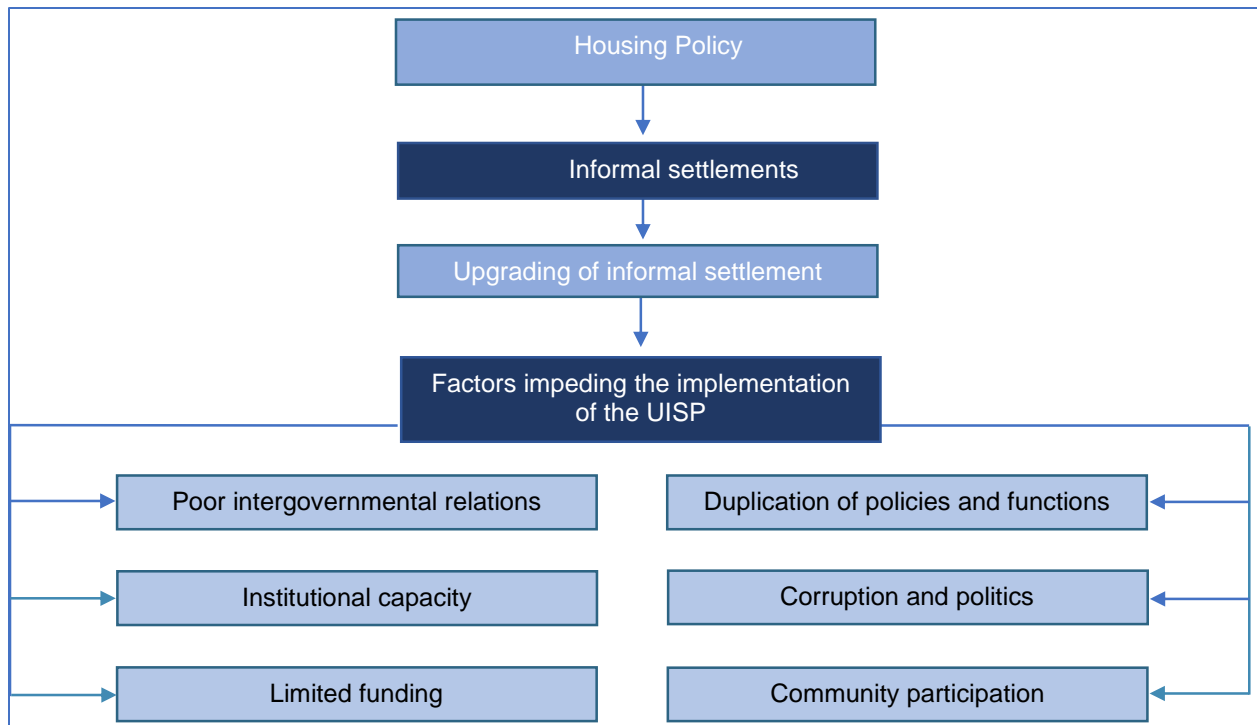 Housing Policy
Informal settlements
Upgrading of informal settlement
Factors impeding the implementation
of the UISP
Poor intergovernmental relations
Duplication of policies and functions
Institutional capacity
Corruption and politics
Limited funding
Community participation